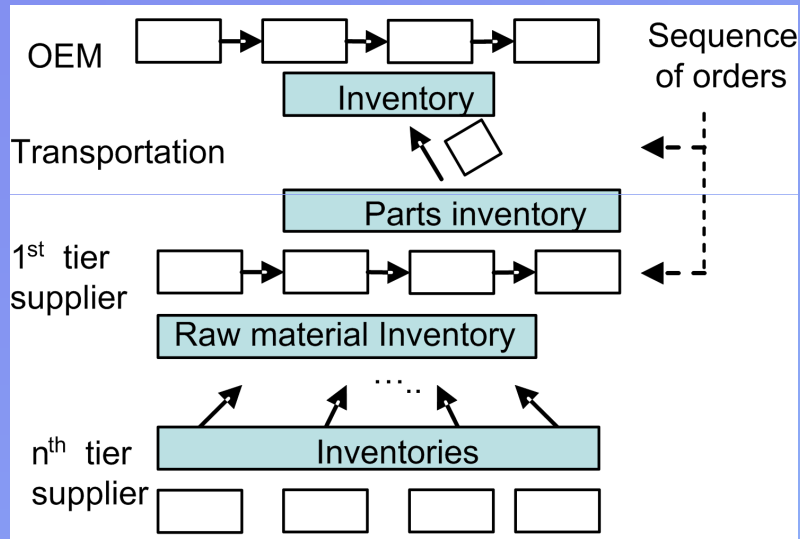 OEM
Sequence
of orders
Inventory
Transportation
Parts inventory
1st tier
supplier
Raw material Inventory
.....
nth tier
supplier
Inventories